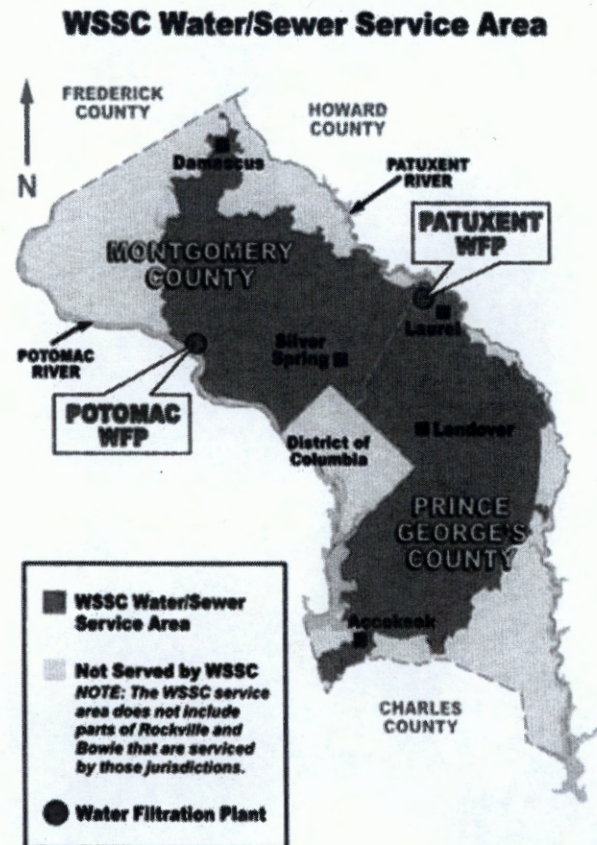 WSSC Water/Sewer Service Area
FREDERICK
COUNTY
HOWARD
COUNTY
N
Damascus
PATUXENT
RIVER
PATUXENT
WFP
MONTGOMERY
COUNTY
Laurel
POTOMAC
RIVER
Silver
Spring
POTOMAC
WFP
District of
Columbia
Landover
PRINCE
GEORGE'S
COUNTY
WSSC Water/Sewer
Service Area
Accokeek
Not Served by WSSC
NOTE: The WSSC service
area does not include
parts of Rockville and
Bowie that are serviced
by those jurisdictions.
CHARLES
COUNTY
Water Filtration Plant